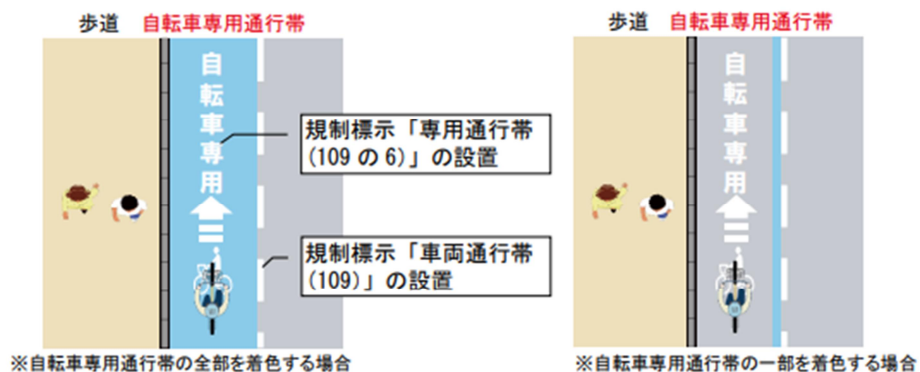 歩道 自転車専用通行帯
自転車専用
規制標示「専用通行帯
(109の6)」の設置
規制標示「車両通行帯
(109)」の設置
※自転車専用通行帯の全部を着色する場合
歩道 自転車専用通行帯
自転車専用
※自転車専用通行帯の一部を着色する場合